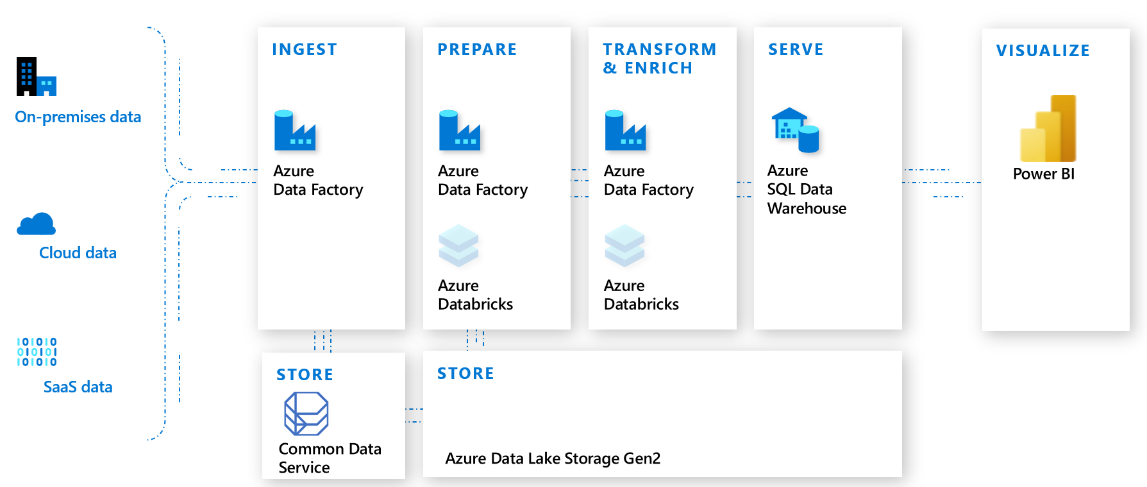 On-premises data
Cloud data
SaaS data
INGEST
Azure
Data Factory
PREPARE
Azure
Data Factory
Azure
Databricks
TRANSFORM
& ENRICH
Azure
Data Factory
Azure
Databricks
SERVE
Azure
SQL Data
Warehouse
VISUALIZE
Power BI
STORE
Common Data
Service
STORE
Azure Data Lake Storage Gen2